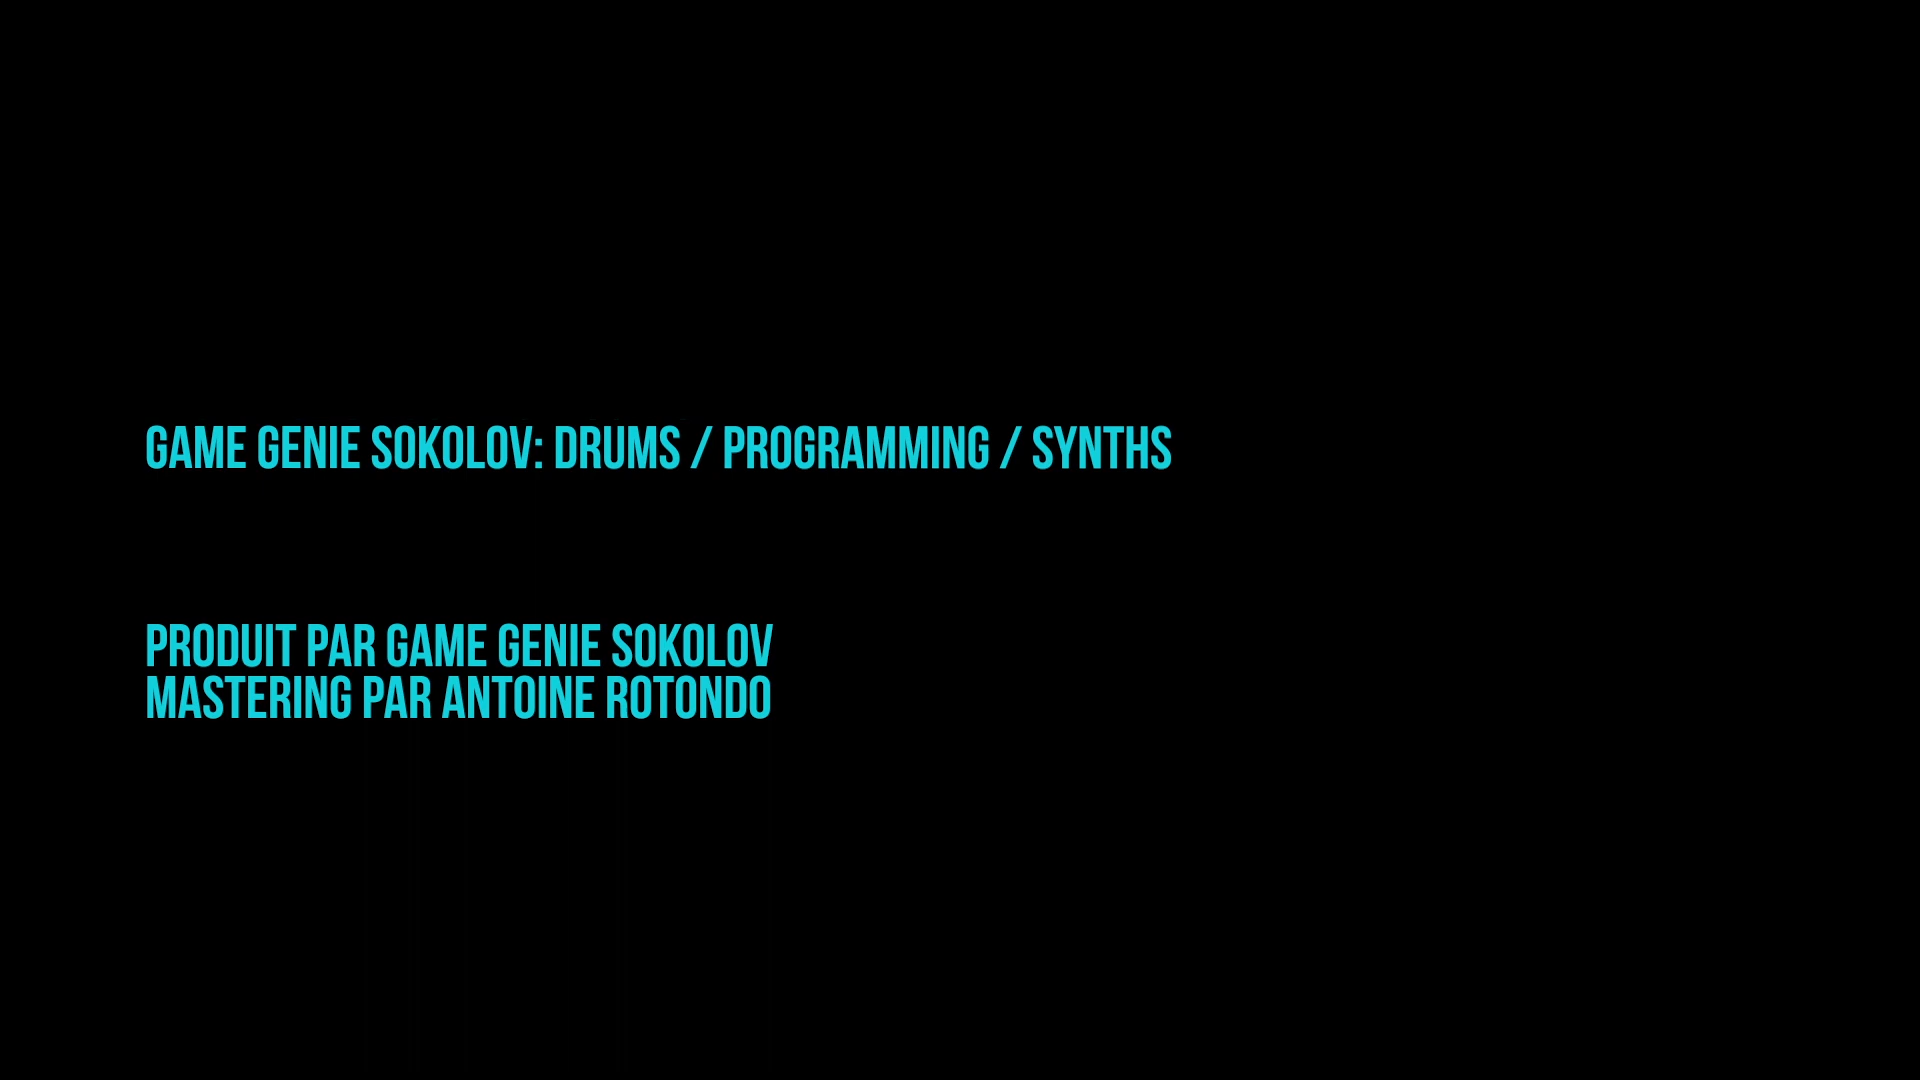 GAME GENIE SOKOLOV: DRUMS / PROGRAMMING / SYNTHS
PRODUIT PAR GAME GENIE SOKOLOV
MASTERING PAR ANTOINE ROTONDO